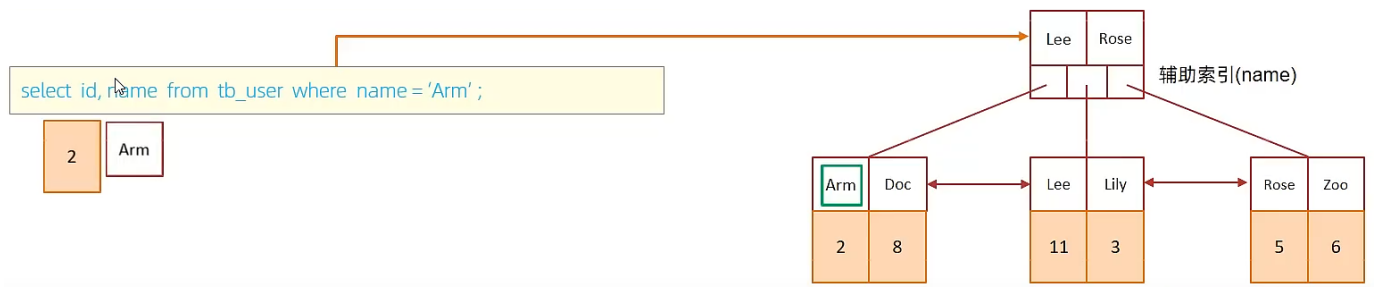 Lee Rose
辅助索引(name)
select id, name from tb_user where name = ‘Arm’ ;
2 Arm
Arm Doc Lee Lily Rose Zoo
2 8 11 3 5 6